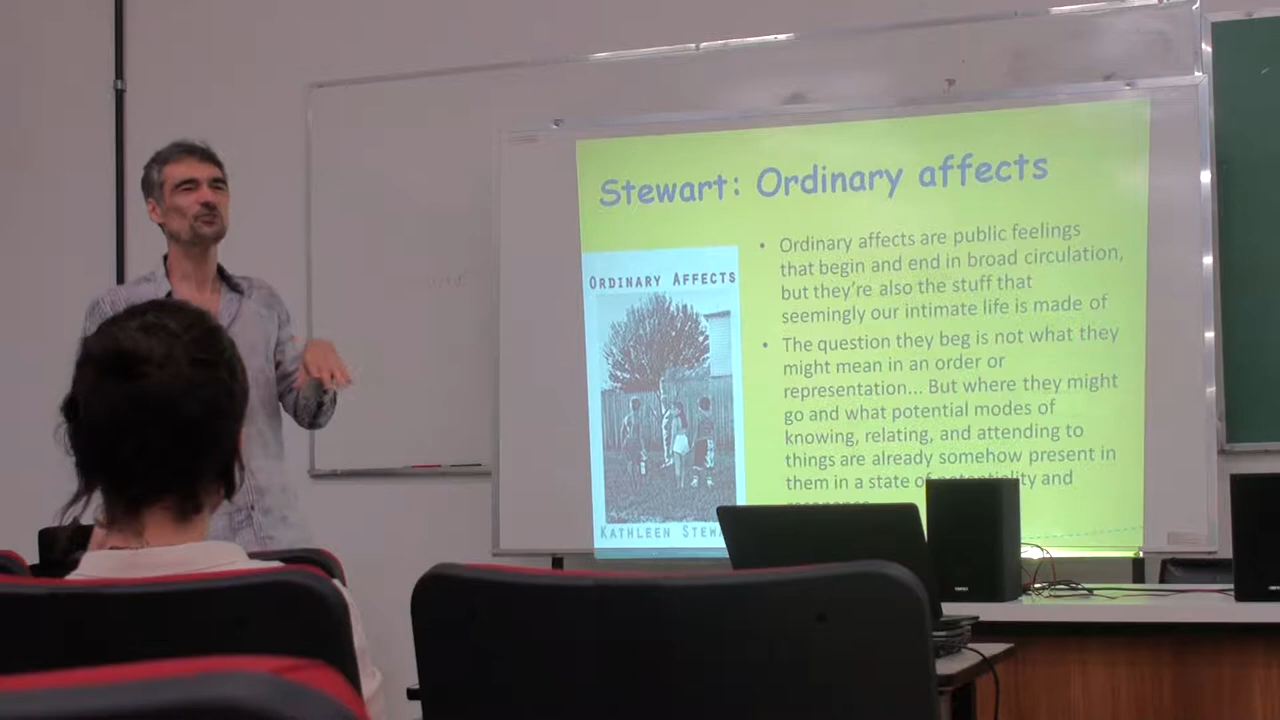 Stewart: Ordinary affects
ORDINARY AFFECTS
KATHLEEN
• Ordinary affects are public feelings
that begin and end in broad circulation,
but they're also the stuff that
seemingly our intimate life is made of
• The question they beg is not what they
might mean in an order or
representation... But where they might
go and what potential modes of
knowing, relating, and attending to
things are already somehow present in
them in a state of potentiality and